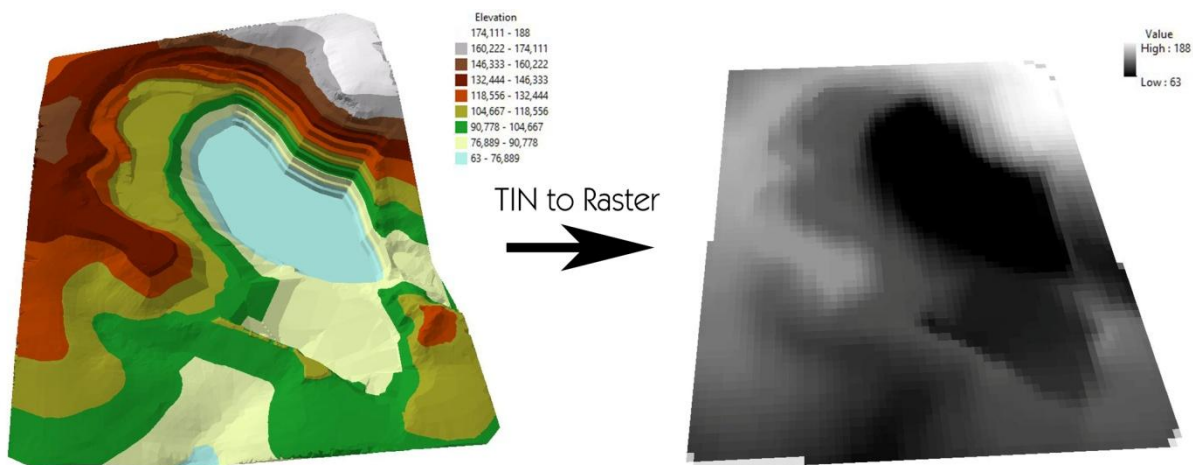 Elevation
174,111 - 188
160,222 - 174,111
146,333 - 160,222
132,444 - 146,333
118,556 - 132,444
104,667 - 118,556
90,778 - 104,667
76,889 - 90,778
63 - 76,889
TIN to Raster
Value
High : 188
Low : 63